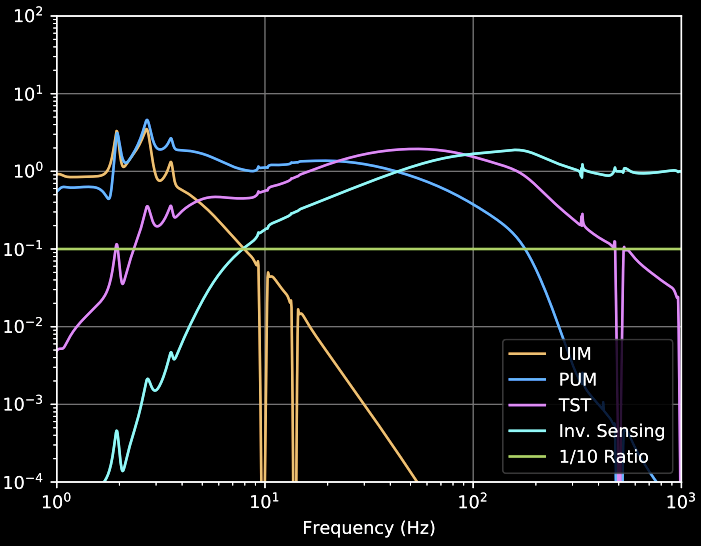 10²
10¹
10⁰
10⁻¹
10⁻²
10⁻³
10⁻⁴
UIM
PUM
TST
Inv. Sensing
1/10 Ratio
10⁰ 10¹ 10² 10³
Frequency (Hz)